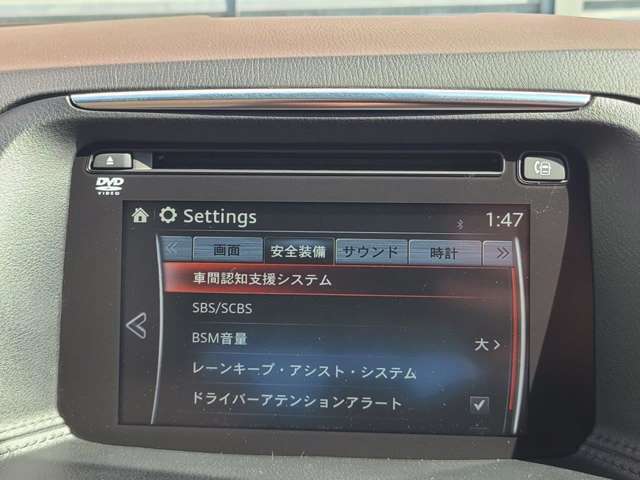 DVD
VIDEO
Settings 1:47
画面 安全装備 サウンド 時計
車間認知支援システム
SBS/SCBS
BSM音量 大
レーンキープ・アシスト・システム
ドライバーアテンションアラート